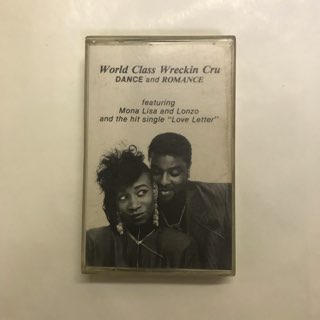 World Class Wreckin Cru
DANCE and ROMANCE
featuring
Mona Lisa and Lonzo
and the hit single "Love Letter"